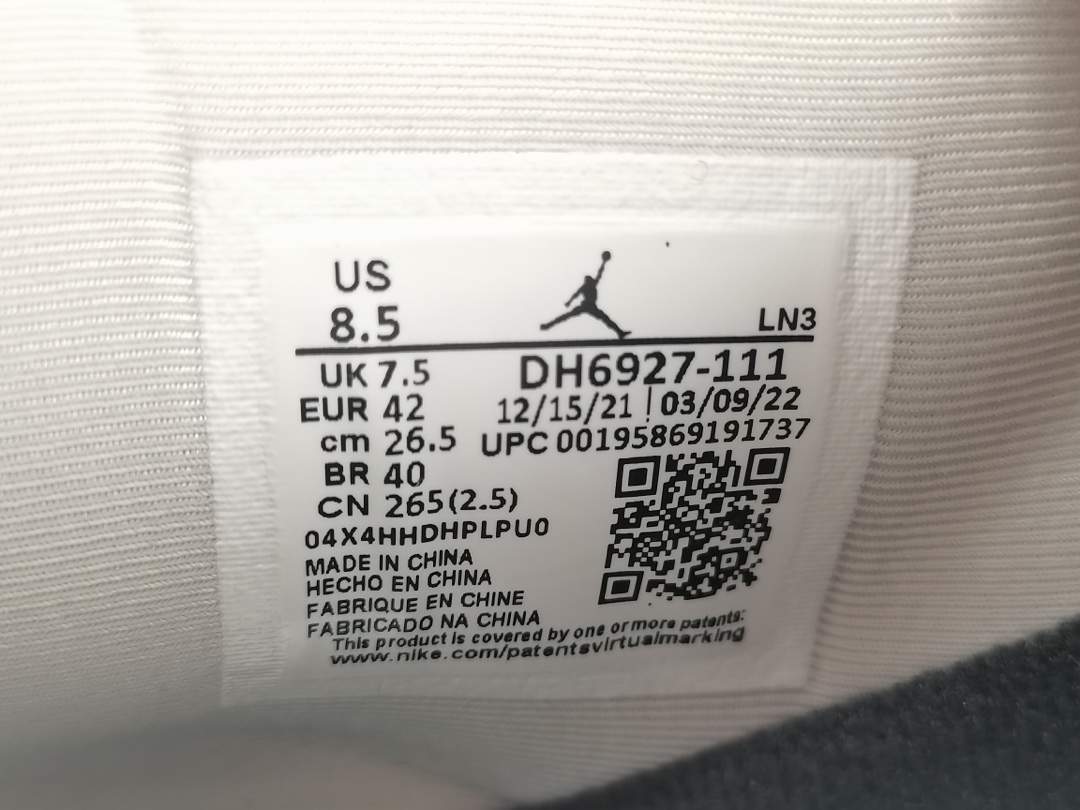 US
8.5
LN3
UK 7.5
DH6927-111
EUR 42
12/15/21 | 03/09/22
cm 26.5
UPC 00195869191737
BR 40
CN 265(2.5)
04X4HHDHPLPU0
MADE IN CHINA
HECHO EN CHINA
FABRIQUE EN CHINE
FABRICADO NA CHINA
This product is covered by one or more patents:
www.nike.com/patentsvirtualmarking